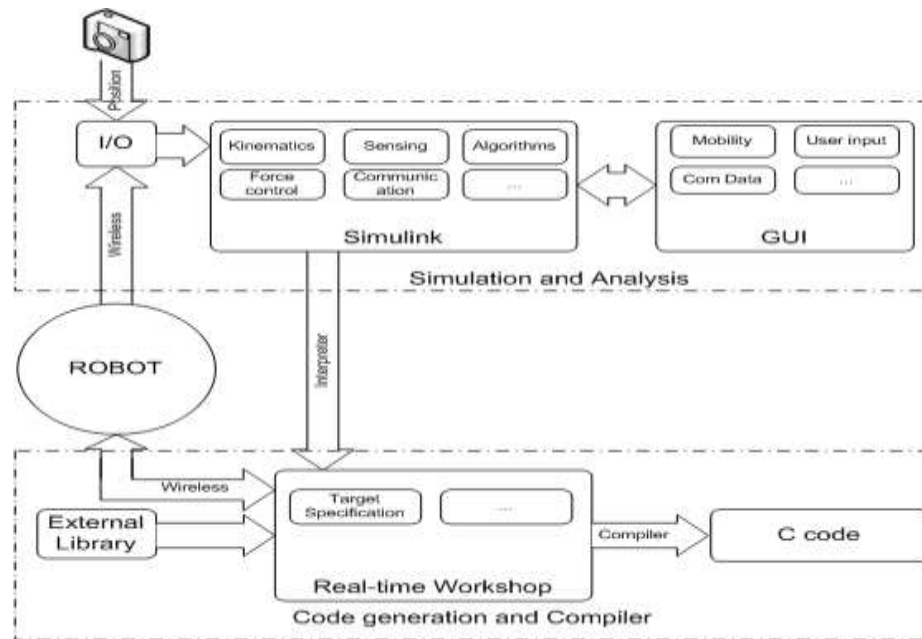 Position
I/O
Kinematics
Sensing
Algorithms
Force
control
Communic
ation
...
Simulink
Mobility
User input
Com Data
...
GUI
Wireless
Simulation and Analysis
ROBOT
Interpreter
Wireless
External
Library
Target
Specification
...
Real-time Workshop
Compiler
C code
Code generation and Compiler